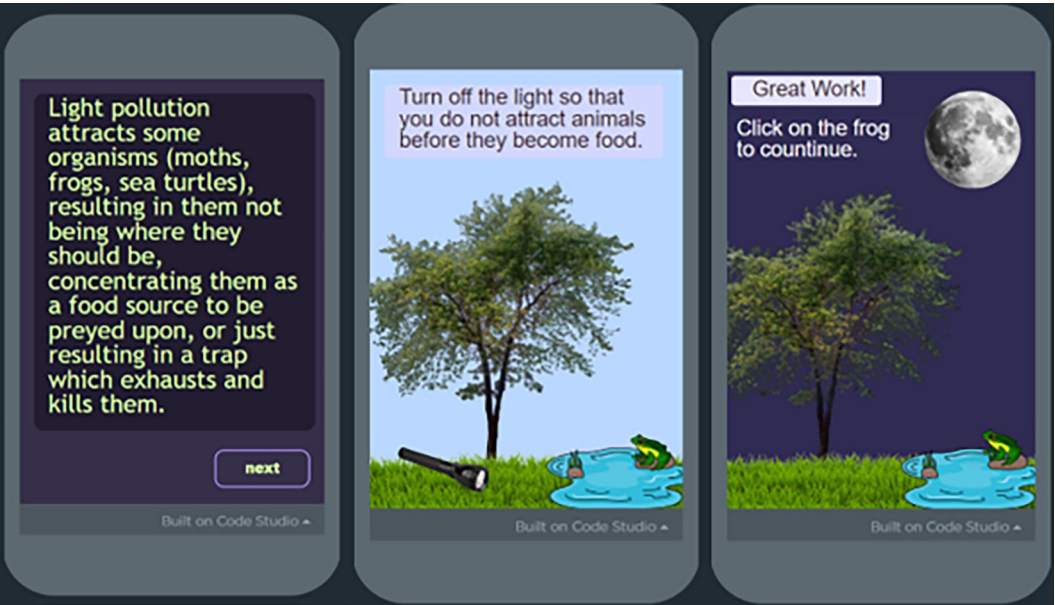 Light pollution
attracts some
organisms (moths,
frogs, sea turtles),
resulting in them not
being where they
should be,
concentrating them as
a food source to be
preyed upon, or just
resulting in a trap
which exhausts and
kills them.
next
Built on Code Studio
Turn off the light so that
you do not attract animals
before they become food.
Built on Code Studio
Great Work!
Click on the frog
to countinue.
Built on Code Studio